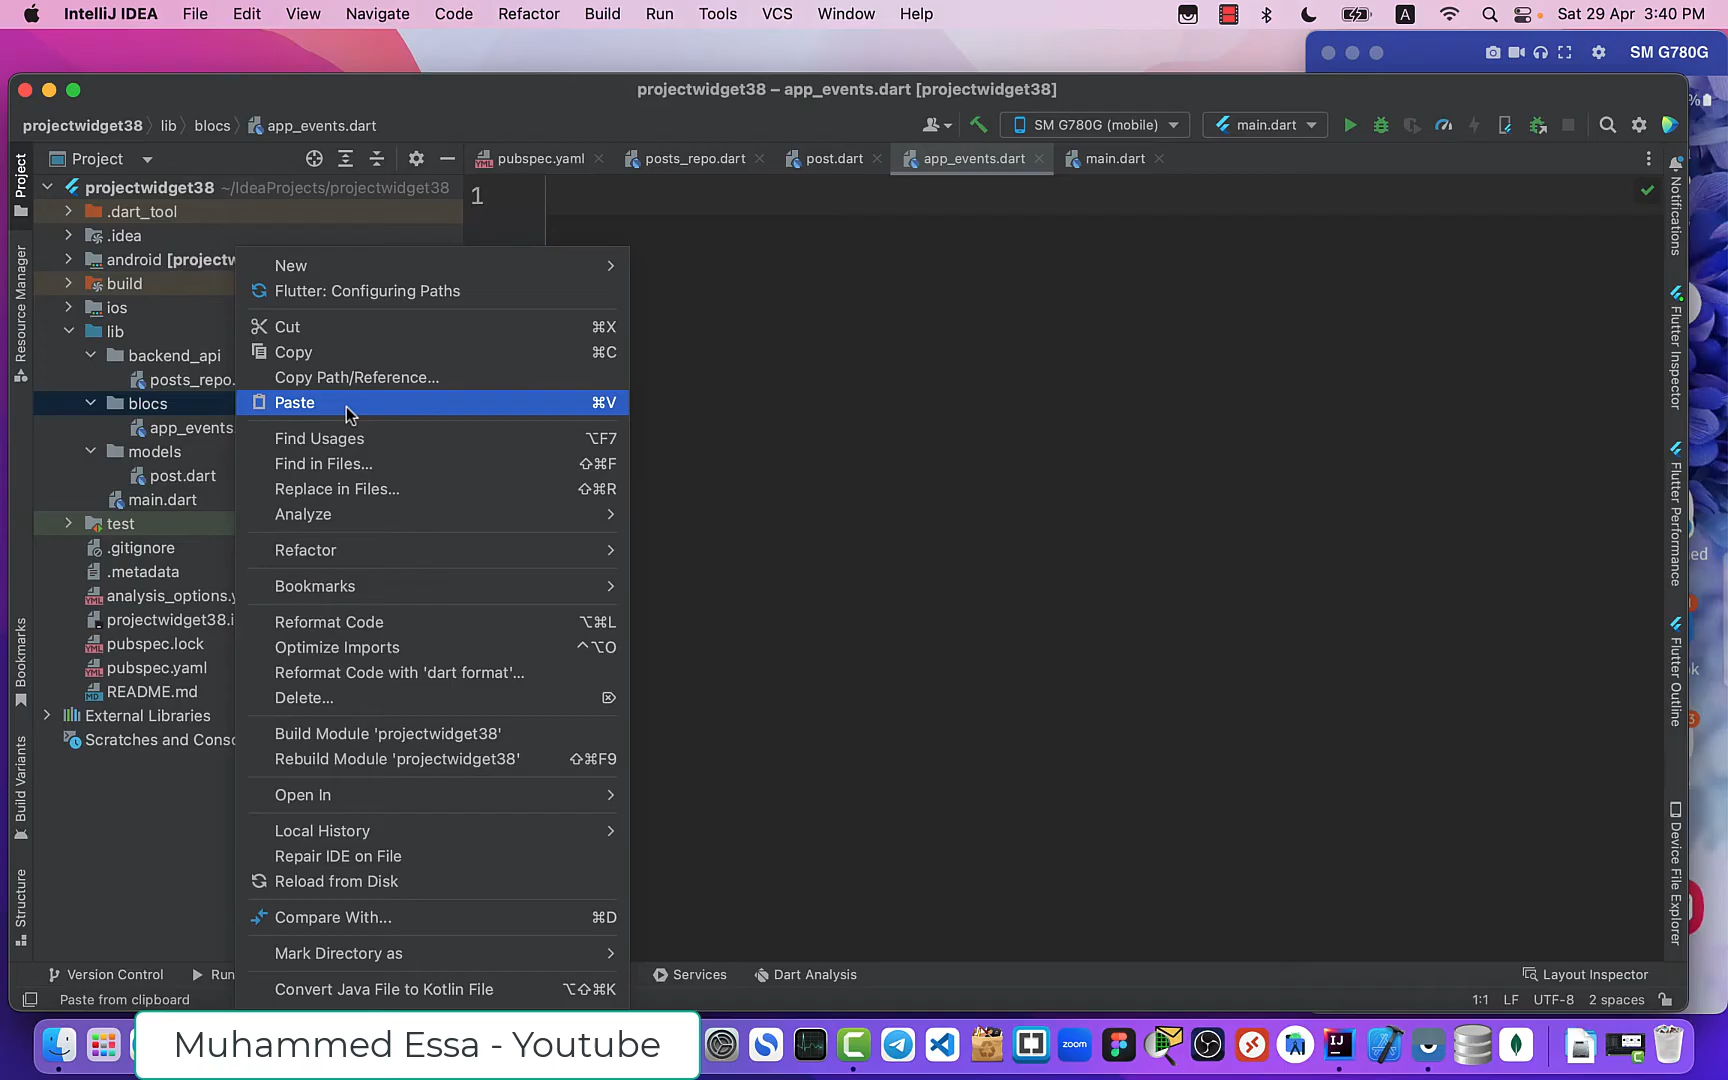 IntelliJ IDEA File Edit View Navigate Code Refactor Build Run Tools VCS Window Help A Sat 29 Apr 3:40 PM
SM G780G
projectwidget38 – app_events.dart [projectwidget38]
projectwidget38 lib blocs app_events.dart SM G780G (mobile) main.dart
Project pubspec.yaml posts_repo.dart post.dart app_events.dart main.dart
projectwidget38 ~/IdeaProjects/projectwidget38
1
.dart_tool
.idea
android [projectw
build
ios
lib
backend_api
posts_repo.
blocs
app_events.
models
post.dart
main.dart
test
.gitignore
.metadata
analysis_options.y
projectwidget38.i
pubspec.lock
pubspec.yaml
README.md
External Libraries
Scratches and Conso
New
Flutter: Configuring Paths
Cut ⌘X
Copy ⌘C
Copy Path/Reference...
Paste ⌘V
Find Usages ⌥F7
Find in Files... ⇧⌘F
Replace in Files... ⇧⌘R
Analyze
Refactor
Bookmarks
Reformat Code ⌥⌘L
Optimize Imports ^⌥O
Reformat Code with 'dart format'...
Delete... ⌦
Build Module 'projectwidget38'
Rebuild Module 'projectwidget38' ⇧⌘F9
Open In
Local History
Repair IDE on File
Reload from Disk
Compare With... ⌘D
Mark Directory as
Convert Java File to Kotlin File ⌥⇧⌘K
Project
Resource Manager
Bookmarks
Build Variants
Structure
Notifications
Flutter Inspector
Flutter Performance
Flutter Outline
Device File Explorer
Version Control Run Services Dart Analysis Layout Inspector
Paste from clipboard 1:1 LF UTF-8 2 spaces
Muhammed Essa - Youtube
zoom
IJ